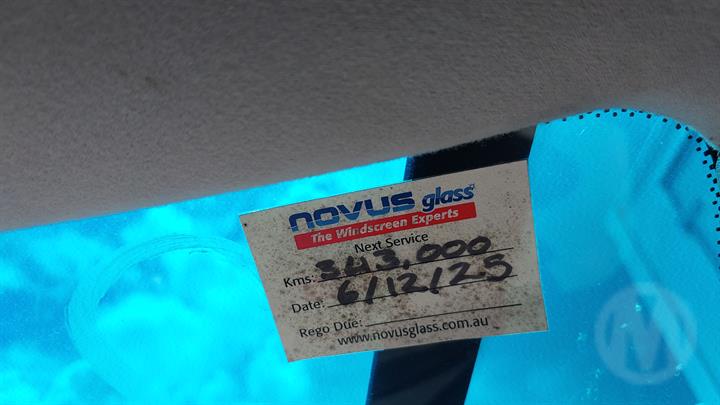 novus glass
The Windscreen Experts
Next Service
Kms: 343,000
Date: 6/12/25
Rego Due:
www.novusglass.com.au
M